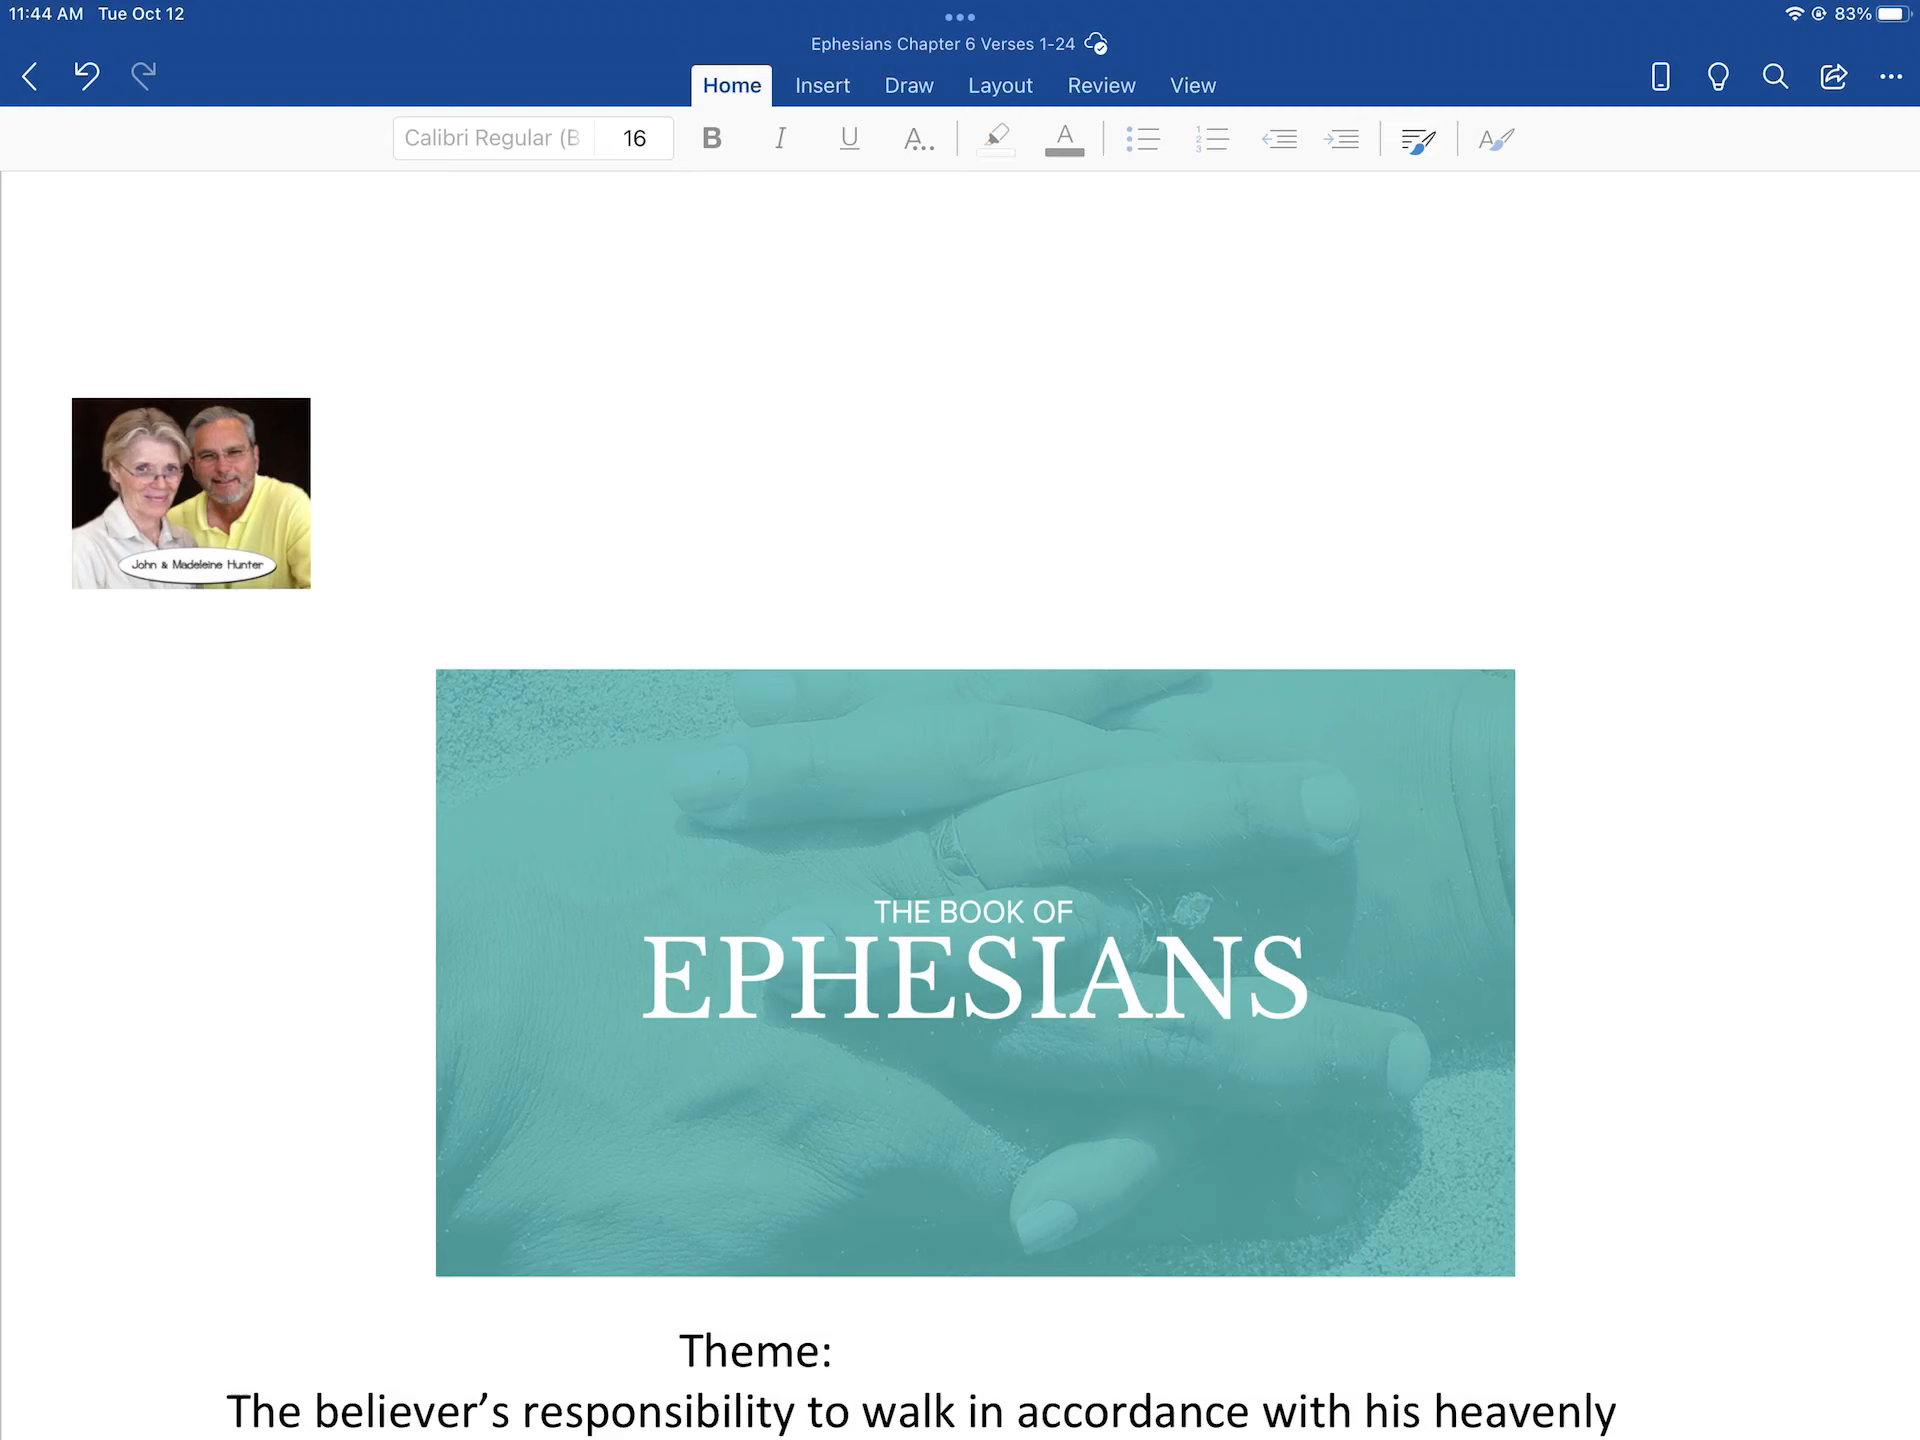 11:44 AM Tue Oct 12
83%
Ephesians Chapter 6 Verses 1-24
Home Insert Draw Layout Review View
Calibri Regular (B 16 B I U A.. A A
John & Madeleine Hunter
THE BOOK OF
EPHESIANS
Theme:
The believer’s responsibility to walk in accordance with his heavenly